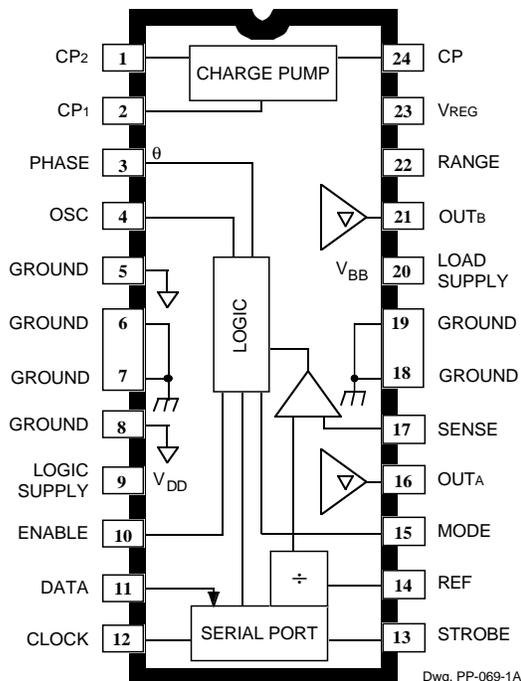 CP2 1 CHARGE PUMP 24 CP
CP1 2 23 VREG
PHASE 3 θ 22 RANGE
OSC 4 21 OUTB
GROUND 5 VBB 20 LOAD
SUPPLY
GROUND 6 LOGIC 19 GROUND
GROUND 7 18 GROUND
GROUND 8 17 SENSE
LOGIC
SUPPLY 9 VDD 16 OUTA
ENABLE 10 15 MODE
DATA 11 ÷ 14 REF
CLOCK 12 SERIAL PORT 13 STROBE
Dwg. PP-069-1A